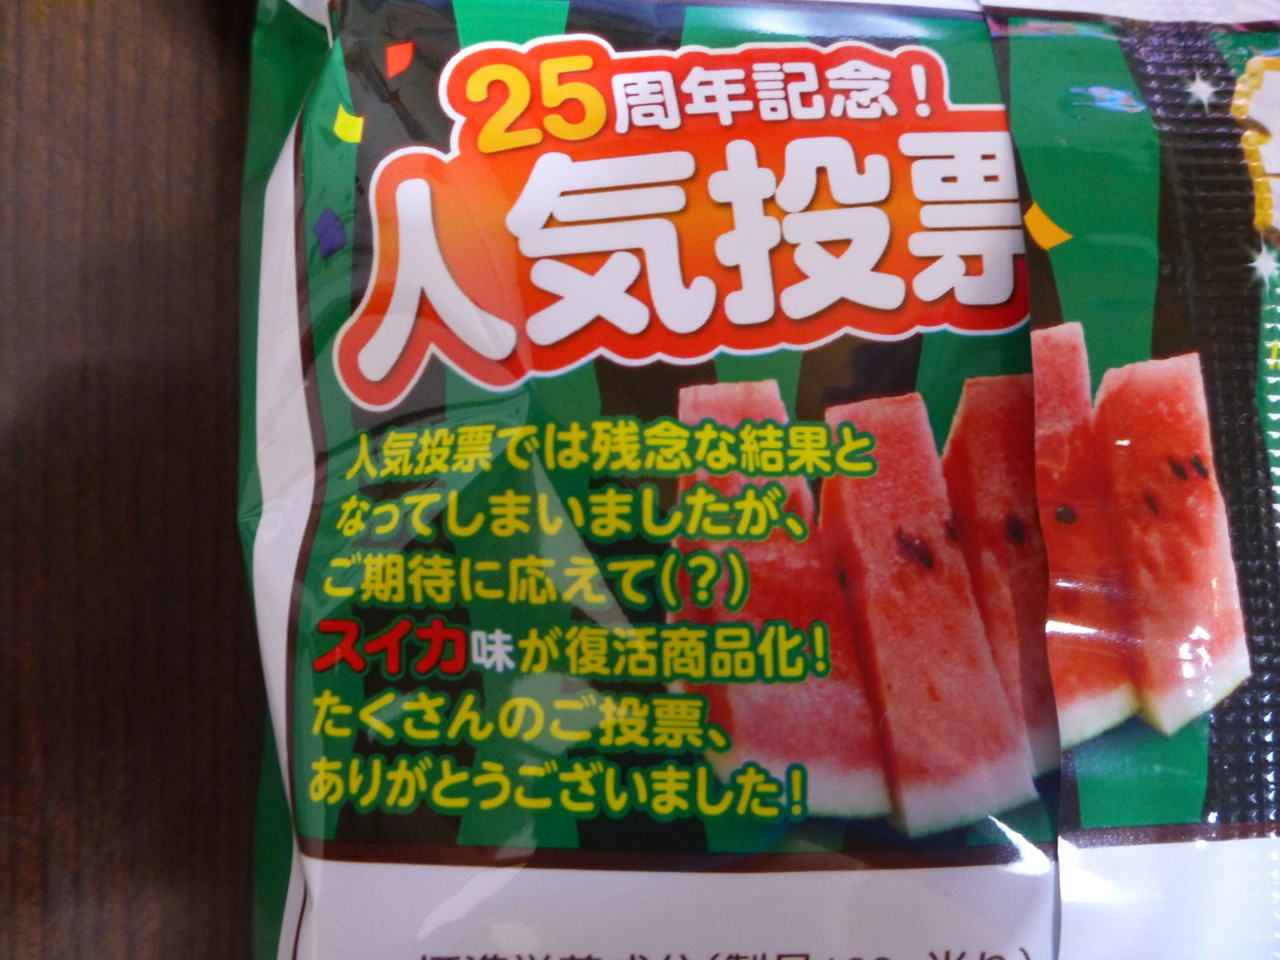 25周年記念！
人気投票
人気投票では残念な結果と
なってしまいましたが、
ご期待に応えて(？)
スイカ味が復活商品化！
たくさんのご投票、
ありがとうございました！